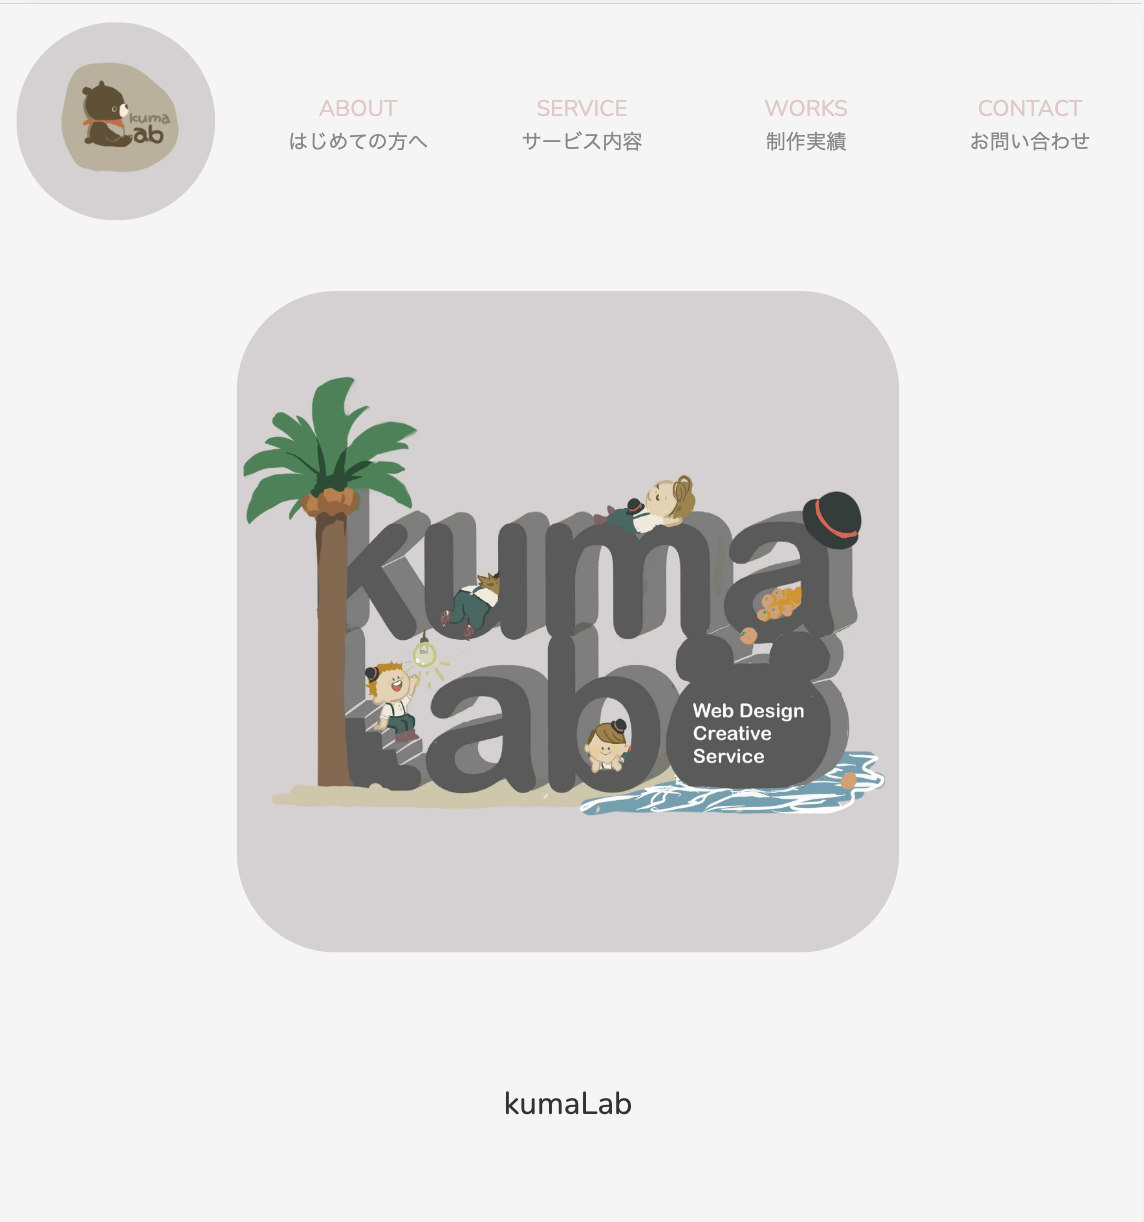 kuma
Lab
ABOUT
はじめての方へ
SERVICE
サービス内容
WORKS
制作実績
CONTACT
お問い合わせ
kuma
Lab
Web Design
Creative
Service
kumaLab